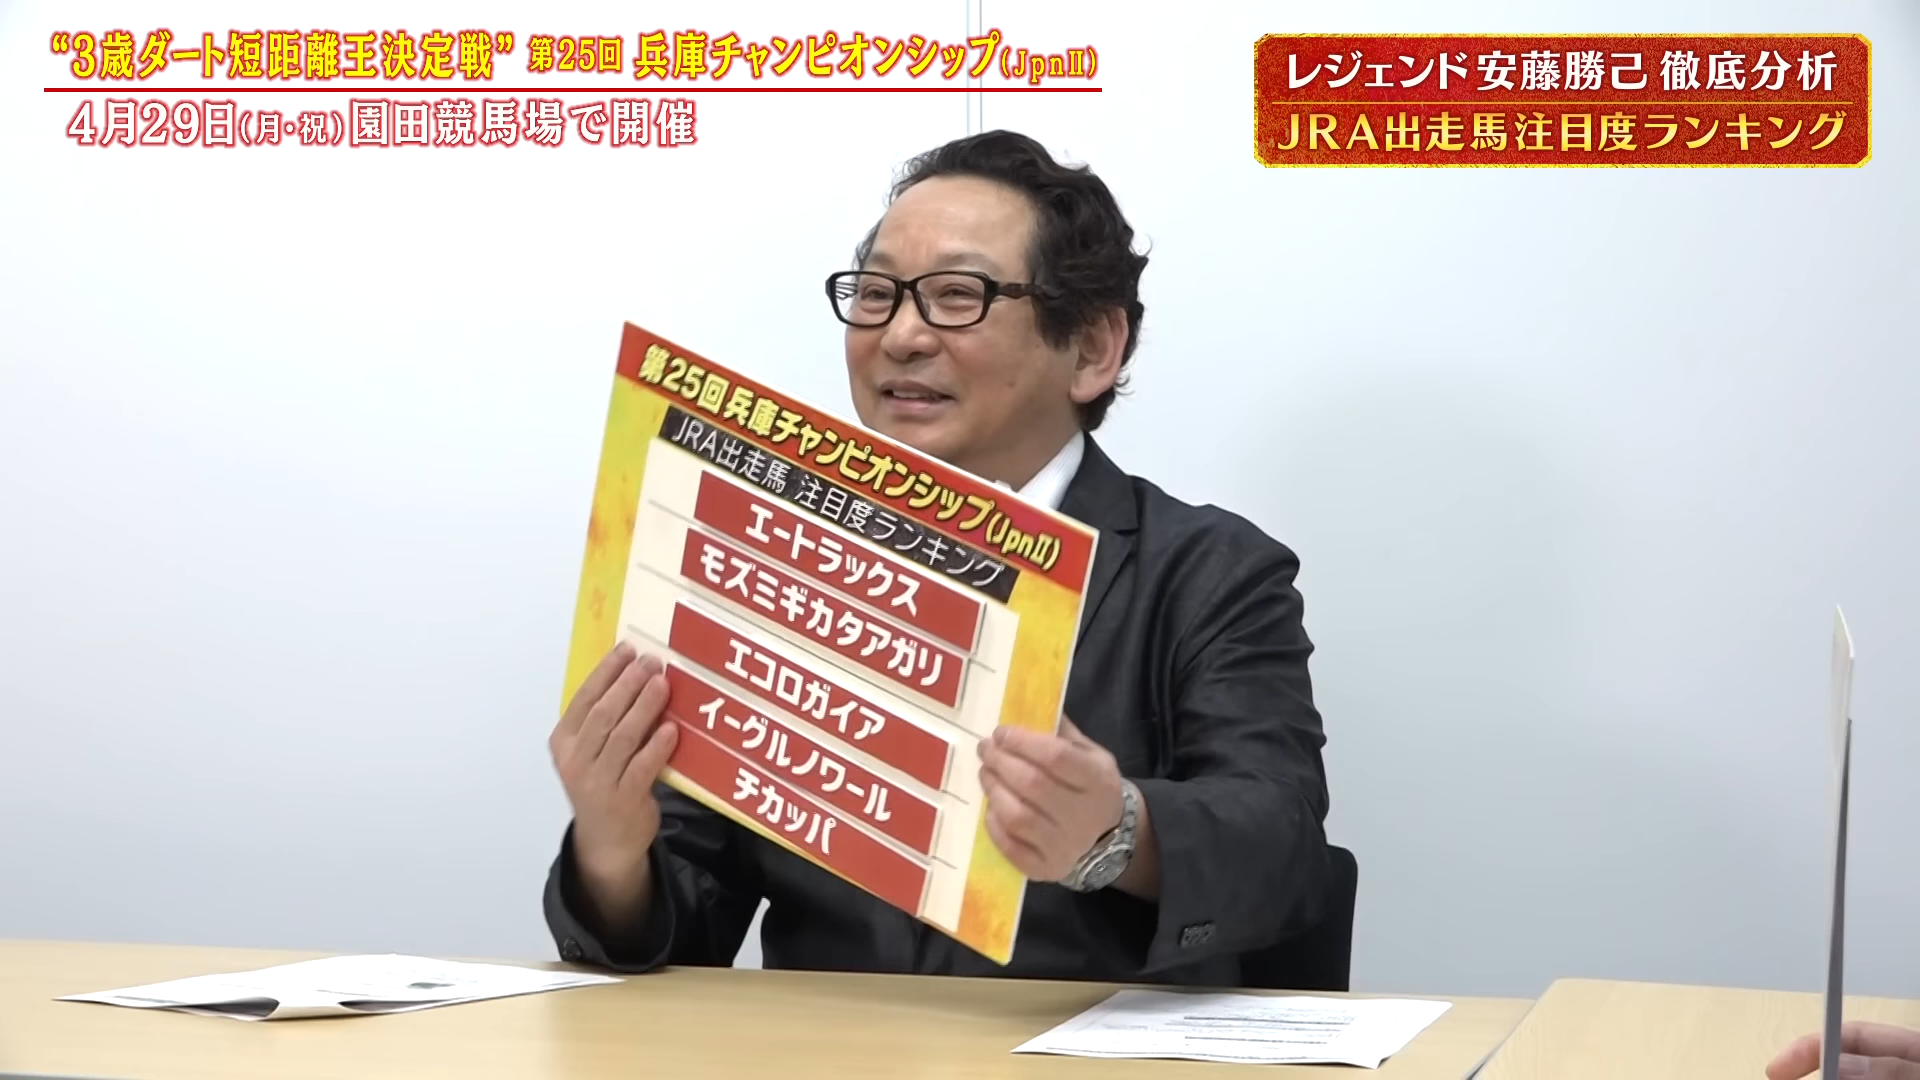 “3歳ダート短距離王決定戦” 第25回 兵庫チャンピオンシップ(JpnⅡ)
4月29日(月・祝)園田競馬場で開催
レジェンド安藤勝己 徹底分析
JRA出走馬注目度ランキング
第25回 兵庫チャンピオンシップ(JpnⅡ)
JRA出走馬 注目度ランキング
エートラックス
モズミギカタアガリ
エコロガイア
イーグルノワール
チカッパ